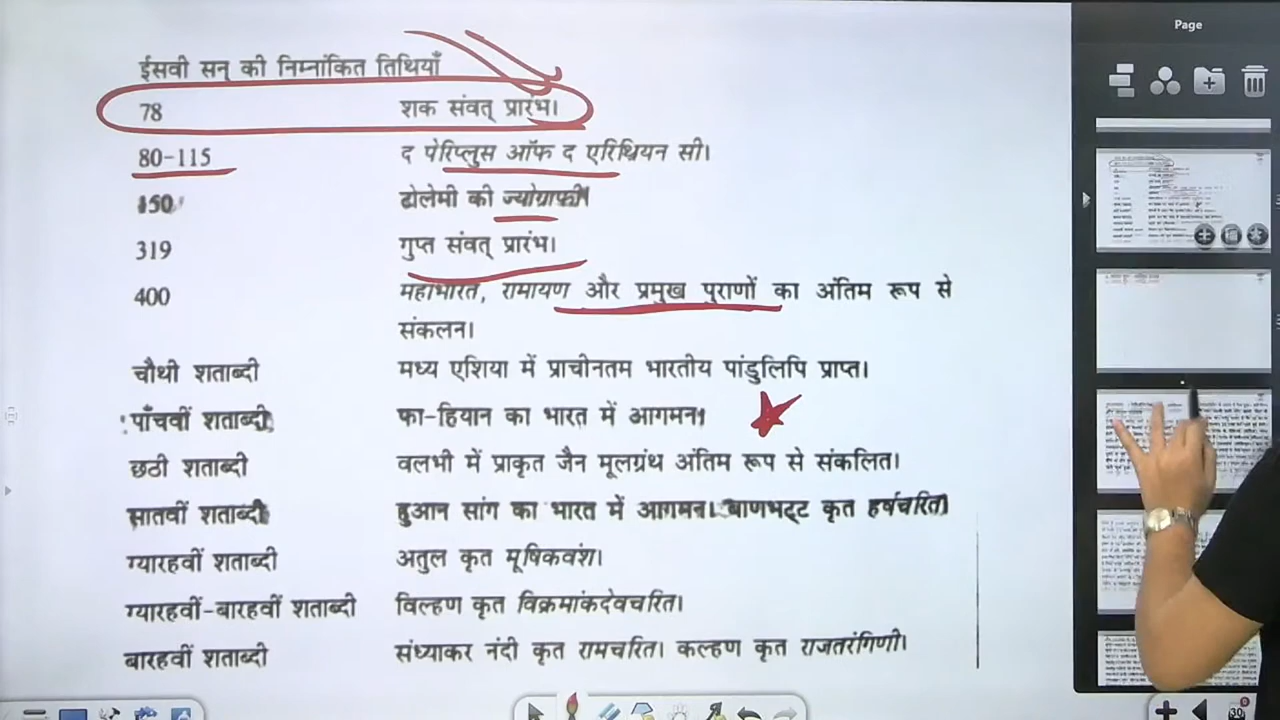 ईसवी सन् की निम्नांकित तिथियाँ
78 शक संवत् प्रारंभ।
80-115 द पेरिप्लुस ऑफ द एरिथ्रियन सी।
150 टोलेमी की ज्योग्राफी
319 गुप्त संवत् प्रारंभ।
400 महाभारत, रामायण और प्रमुख पुराणों का अंतिम रूप से
संकलन।
चौथी शताब्दी मध्य एशिया में प्राचीनतम भारतीय पांडुलिपि प्राप्त।
पाँचवी शताब्दी फा-हियान का भारत में आगमन।
छठी शताब्दी वलभी में प्राकृत जैन मूलग्रंथ अंतिम रूप से संकलित।
सातवीं शताब्दी हुआन सांग का भारत में आगमन। बाणभट्ट कृत हर्षचरित।
ग्यारहवीं शताब्दी अतुल कृत मूषिकवंश।
ग्यारहवीं-बारहवीं शताब्दी विल्हण कृत विक्रमांकदेवचरित।
बारहवीं शताब्दी संध्याकर नंदी कृत रामचरित। कल्हण कृत राजतरंगिणी।
Page
30